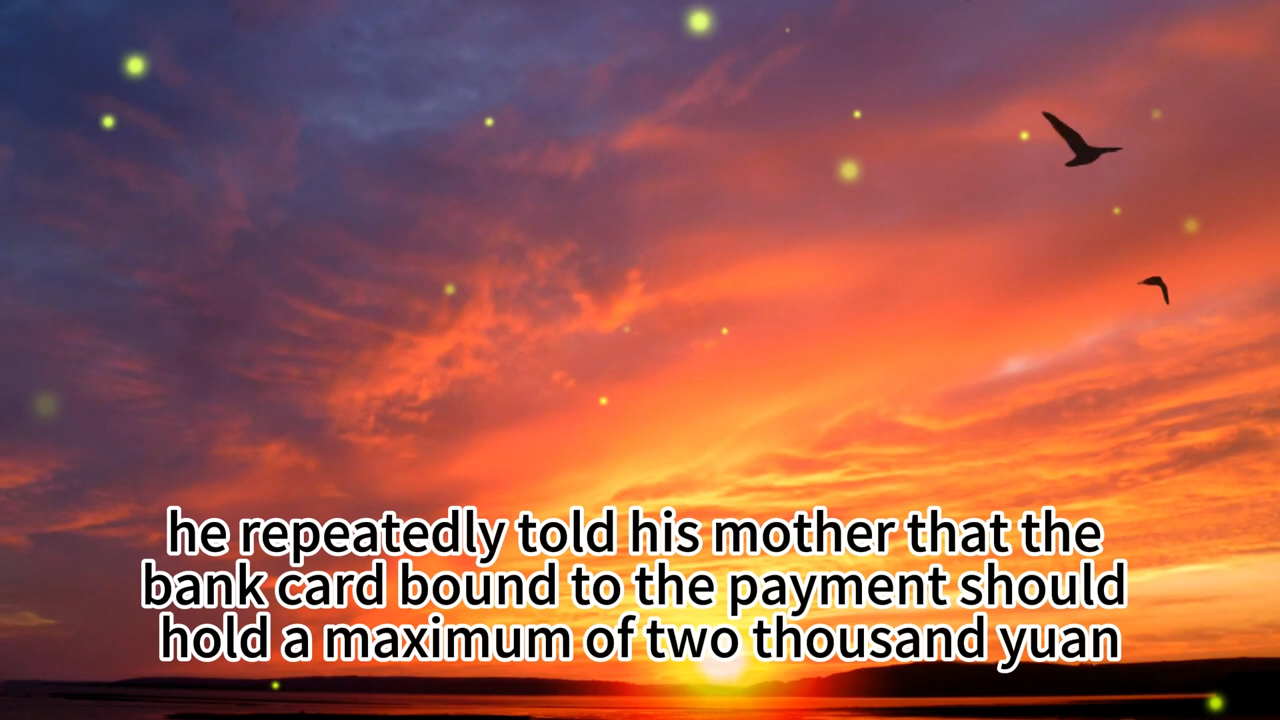 he repeatedly told his mother that the
bank card bound to the payment should
hold a maximum of two thousand yuan